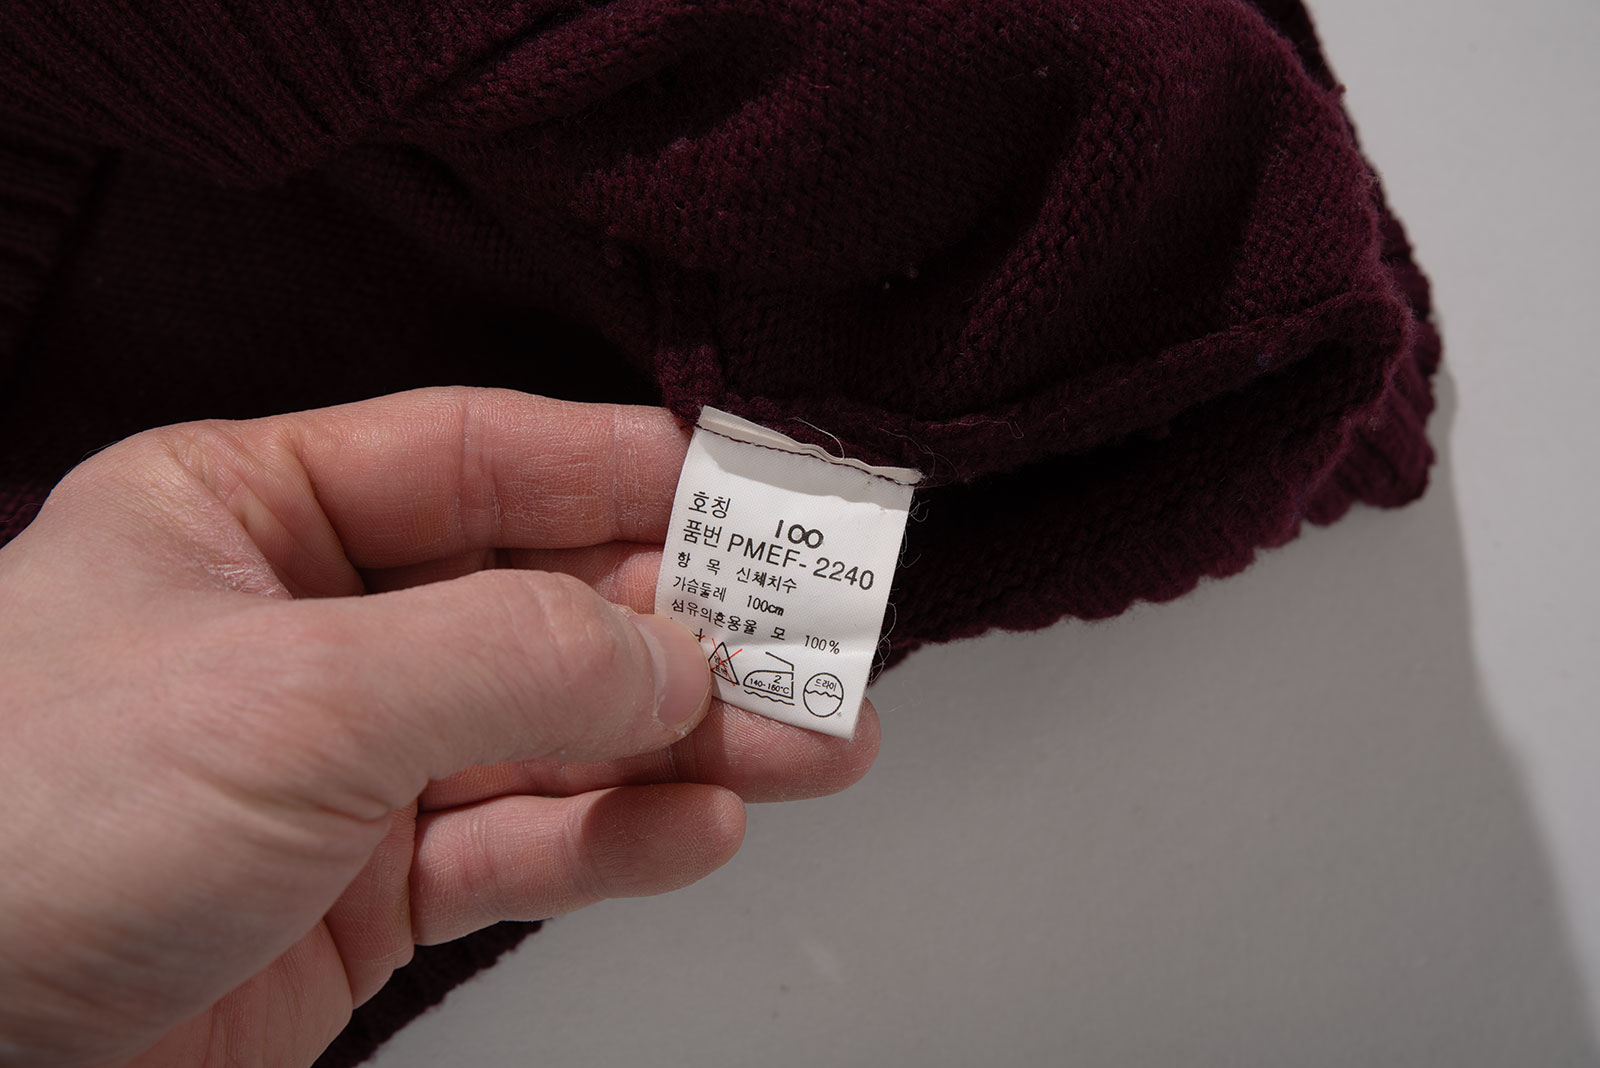 호칭 100
품번 PMEF-2240
항 목 신체치수
가슴둘레 100cm
섬유의혼용율 모 100%
2
140-160℃
드라이